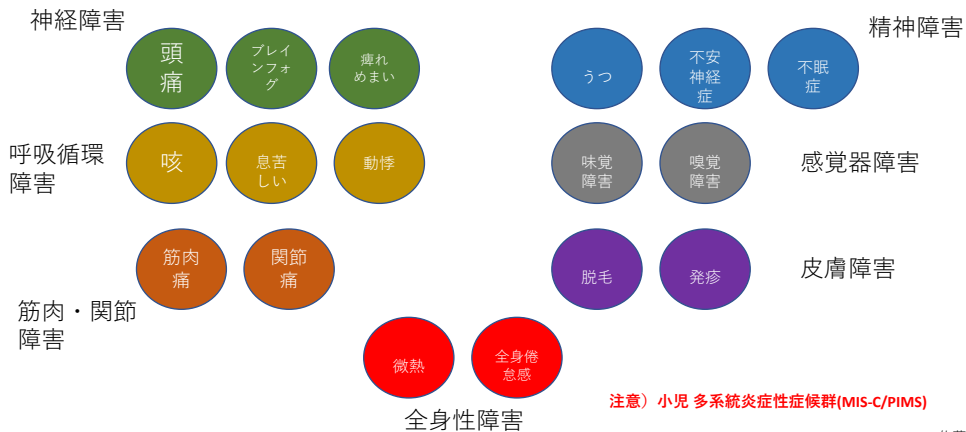 神経障害
頭
痛
ブレイ
ンフォ
グ
痺れ
めまい
うつ
不安
神経
症
不眠
症
精神障害
呼吸循環
障害
咳
息苦
しい
動悸
味覚
障害
嗅覚
障害
感覚器障害
筋肉
痛
関節
痛
脱毛
発疹
皮膚障害
筋肉・関節
障害
微熱
全身倦
怠感
全身性障害
注意）小児 多系統炎症性症候群(MIS-C/PIMS)